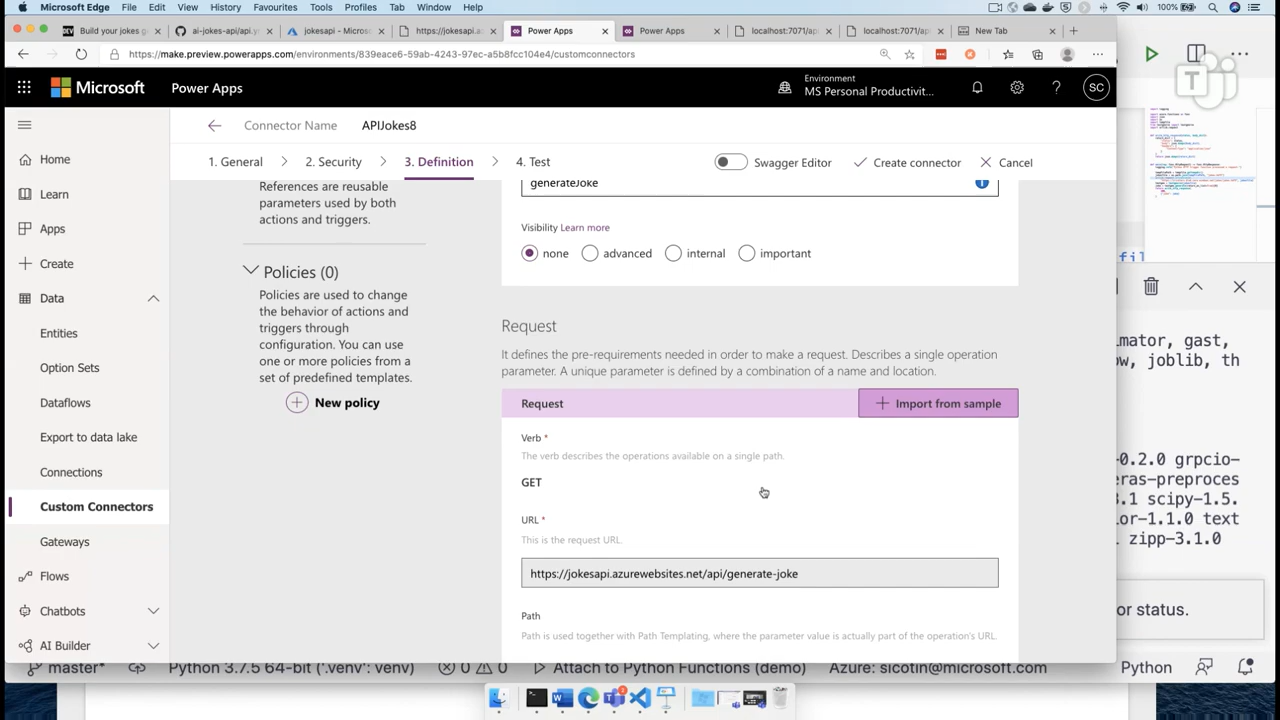 Microsoft Edge File Edit View History Favourites Tools Profiles Tab Window Help 100%
Build your jokes g
ai-jokes-api/api.y
jokesapi - Micros
https://jokesapi.az
Power Apps
Power Apps
localhost:7071/ap
localhost:7071/ap
New Tab
https://make.preview.powerapps.com/environments/839eace6-59ab-4243-97ec-a5b8fcc104e4/customconnectors
Microsoft Power Apps
Environment
MS Personal Productivit...
SC
T
Connector Name APIJokes8
1. General 2. Security 3. Definition 4. Test Swagger Editor Create connector Cancel
Home
Learn
Apps
Create
Data
Entities
Option Sets
Dataflows
Export to data lake
Connections
Custom Connectors
Gateways
Flows
Chatbots
AI Builder
References are reusable
parameters used by both
actions and triggers.
Policies (0)
Policies are used to change
the behavior of actions and
triggers through
configuration. You can use
one or more policies from a
set of predefined templates.
New policy
generateJoke
Visibility Learn more
none advanced internal important
Request
It defines the pre-requirements needed in order to make a request. Describes a single operation
parameter. A unique parameter is defined by a combination of a name and location.
Request Import from sample
Verb *
The verb describes the operations available on a single path.
GET
URL *
This is the request URL.
https://jokesapi.azurewebsites.net/api/generate-joke
Path
Path is used together with Path Templating, where the parameter value is actually part of the operation's URL.
fil
mator, gast,
ow, joblib, th
-0.2.0 grpcio-
eras-preproces
.1 scipy-1.5.
or-1.1.0 text
zipp-3.1.0
or status.
master* Python 3.7.5 64-bit ('.venv': venv) 0 0 Attach to Python Functions (demo) Azure: sicotin@microsoft.com Python